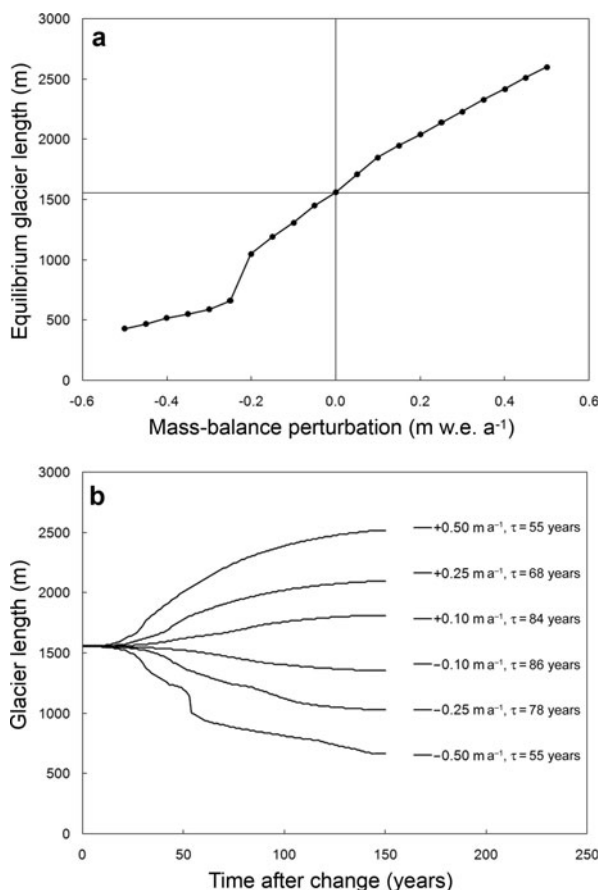 a
3000
2500
2000
1500
1000
500
0
Equilibrium glacier length (m)
-0.6 -0.4 -0.2 0.0 0.2 0.4 0.6
Mass-balance perturbation (m w.e. a⁻¹)
b
3000
2500
2000
1500
1000
500
0
Glacier length (m)
+0.50 m a⁻¹, τ = 55 years
+0.25 m a⁻¹, τ = 68 years
+0.10 m a⁻¹, τ = 84 years
−0.10 m a⁻¹, τ = 86 years
−0.25 m a⁻¹, τ = 78 years
−0.50 m a⁻¹, τ = 55 years
0 50 100 150 200 250
Time after change (years)